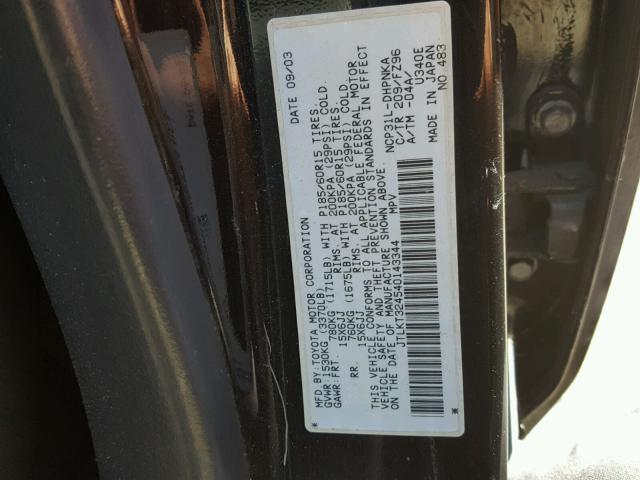 MFD.BY:TOYOTA MOTOR CORPORATION DATE 09/03
GVWR:1530KG (3370LB)
GAWR:FRT. 780KG (1715LB) WITH P185/60R15 TIRES.
15X6JJ RIMS. AT 200KPA (29PSI) COLD.
RR. 760KG (1675LB) WITH P185/60R15 TIRES.
15X6JJ RIMS. AT 200KPA (29PSI) COLD.
THIS VEHICLE CONFORMS TO ALL APPLICABLE FEDERAL MOTOR
VEHICLE SAFETY AND THEFT PREVENTION STANDARDS IN EFFECT
ON THE DATE OF MANUFACTURE SHOWN ABOVE.
JTLKT324540143344 MPV
NCP31L-DHPNKA
C/TR 209/FZ96
A/TM -04A/ U340E
MADE IN JAPAN
NO.483